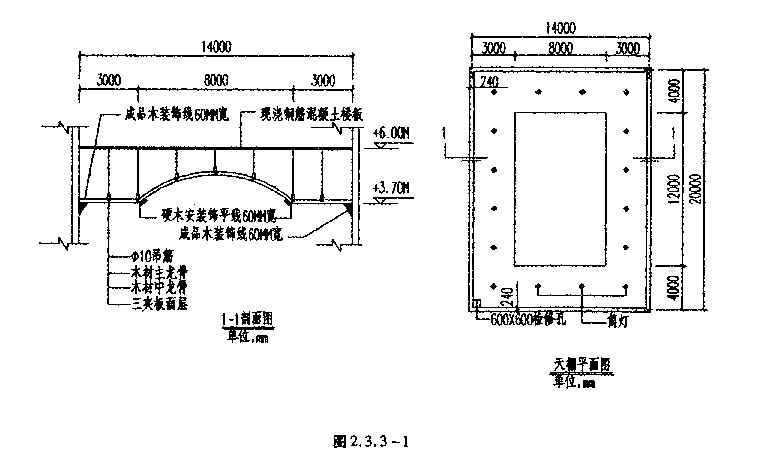 14000
3000 8000 3000
成品木装饰线60MM宽
现浇钢筋混凝土楼板
+6.00M
+3.70M
硬木安装饰平线60MM宽
成品木装饰线60MM宽
Φ10吊筋
木材主龙骨
木材中龙骨
三夹板面层
1-1剖面图
单位,mm
14000
3000 8000 3000
240
4000
1
1
12000
20000
240
4000
600X600检修孔
筒灯
天棚平面图
单位,mm
图2.3.3-1